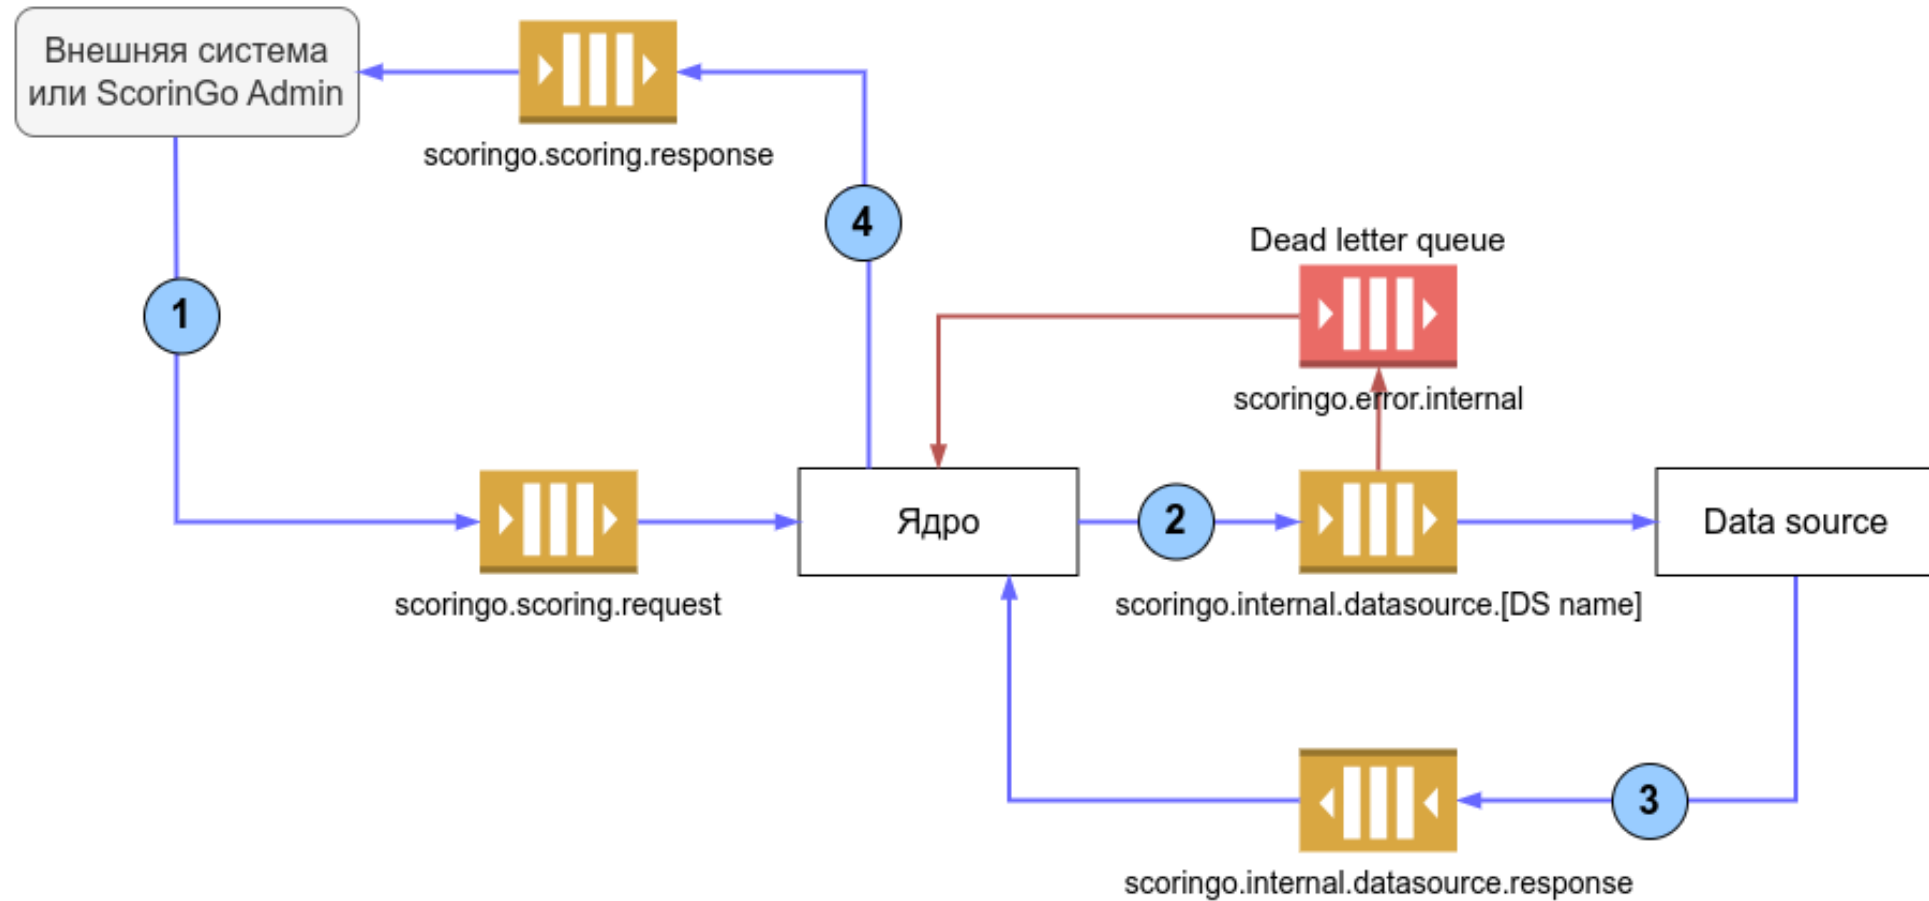 Внешняя система
или ScorinGo Admin
scoringo.scoring.response
4
Dead letter queue
1
scoringo.error.internal
Ядро
2
Data source
scoringo.scoring.request
scoringo.internal.datasource.[DS name]
3
scoringo.internal.datasource.response